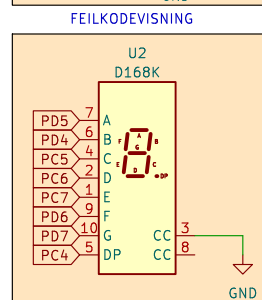 FEILKODEVISNING
U2
D168K
PD5 7 A
PD4 6 B
PC5 4 C
PC6 2 D
PC7 1 E
PD6 9 F
PD7 10 G CC 3
PC4 5 DP CC 8
A
F B
G
E C
D DP
GND